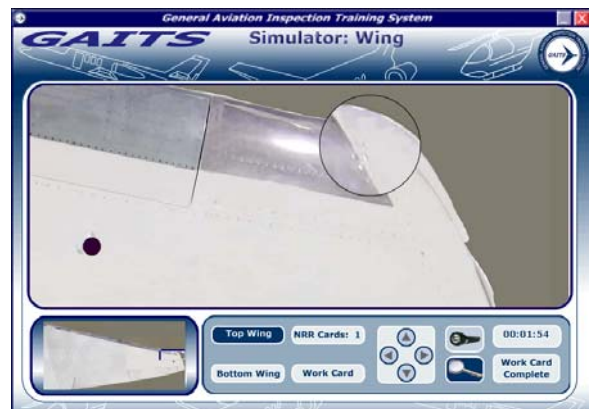 General Aviation Inspection Training System
GAITS Simulator: Wing
GAITS
Top Wing NRR Cards: 1 00:01:54
Bottom Wing Work Card Work Card
Complete